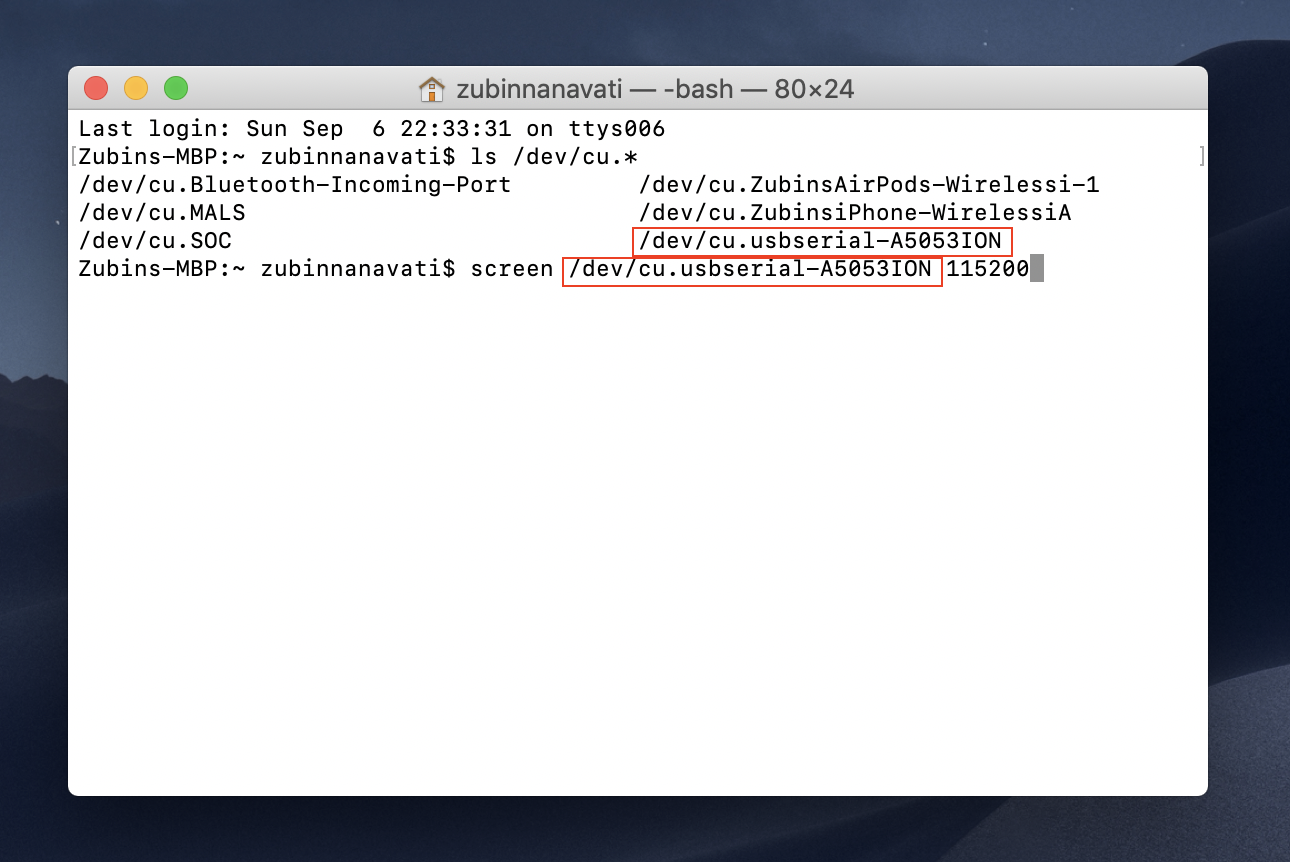 zubinnanavati — -bash — 80×24
Last login: Sun Sep  6 22:33:31 on ttys006
[Zubins-MBP:~ zubinnanavati$ ls /dev/cu.* ]
/dev/cu.Bluetooth-Incoming-Port         /dev/cu.ZubinsAirPods-Wirelessi-1
/dev/cu.MALS                            /dev/cu.ZubinsiPhone-WirelessiA
/dev/cu.SOC                             /dev/cu.usbserial-A5053ION
Zubins-MBP:~ zubinnanavati$ screen /dev/cu.usbserial-A5053ION 115200